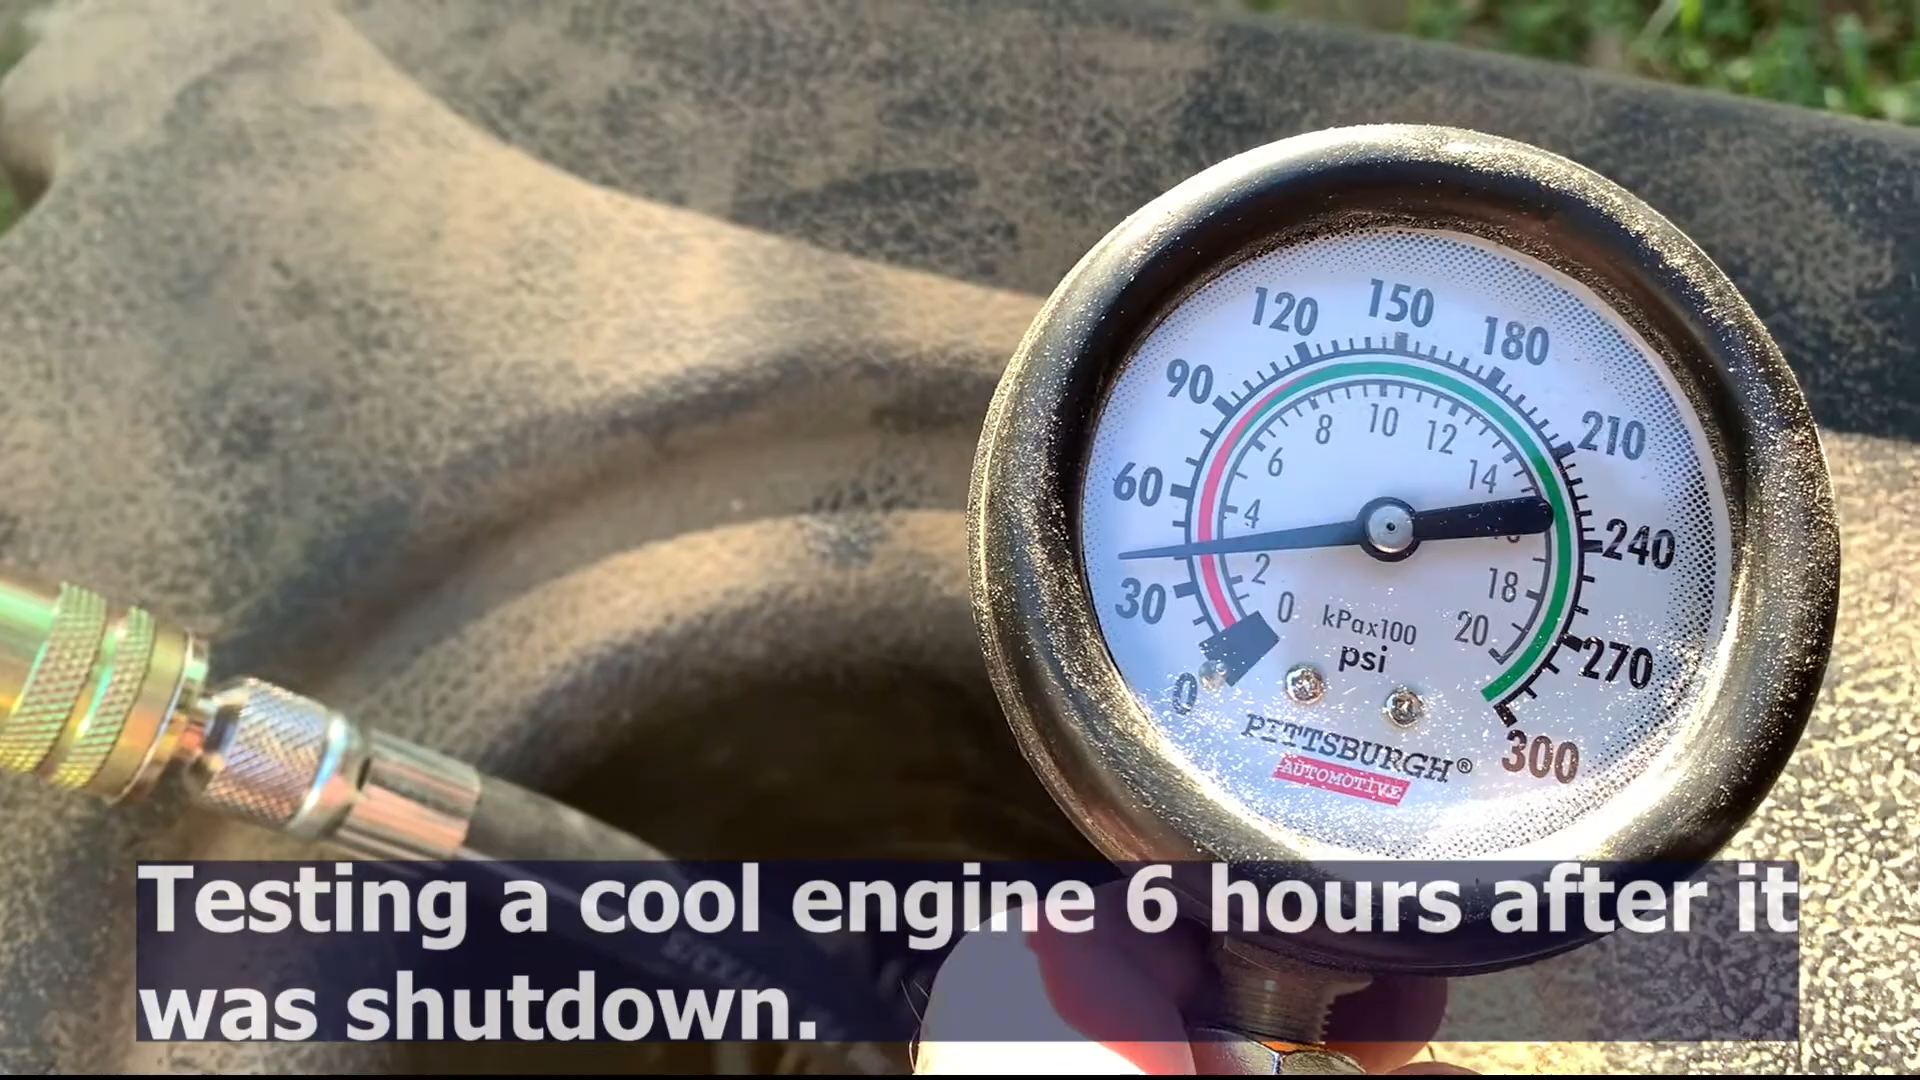 120 150 180
90 210
8 10 12
6 14
60 4 240
2 18
30 0 kPax100 20
psi 270
0
PITTSBURGH®
AUTOMOTIVE 300
Testing a cool engine 6 hours after it
was shutdown.